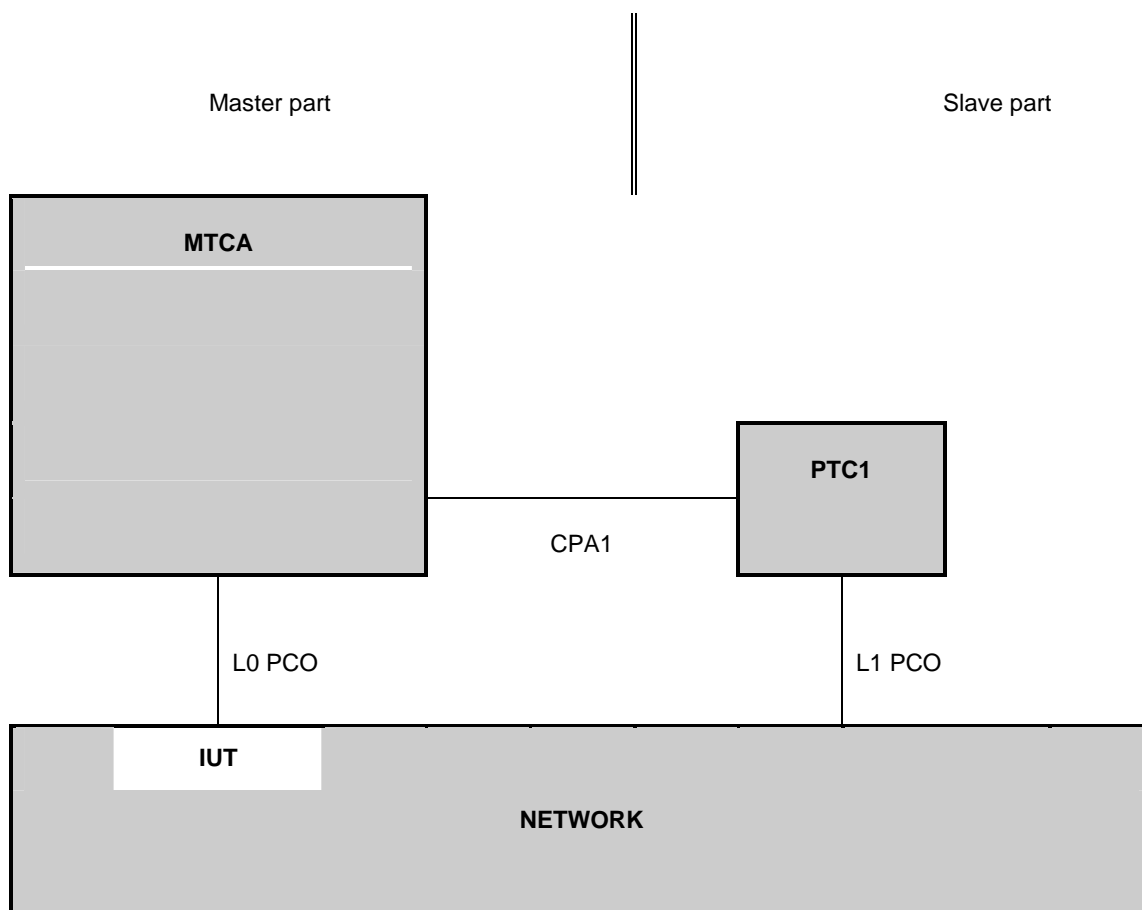 Master part
Slave part
MTCA
PTC1
CPA1
L0 PCO
L1 PCO
IUT
NETWORK